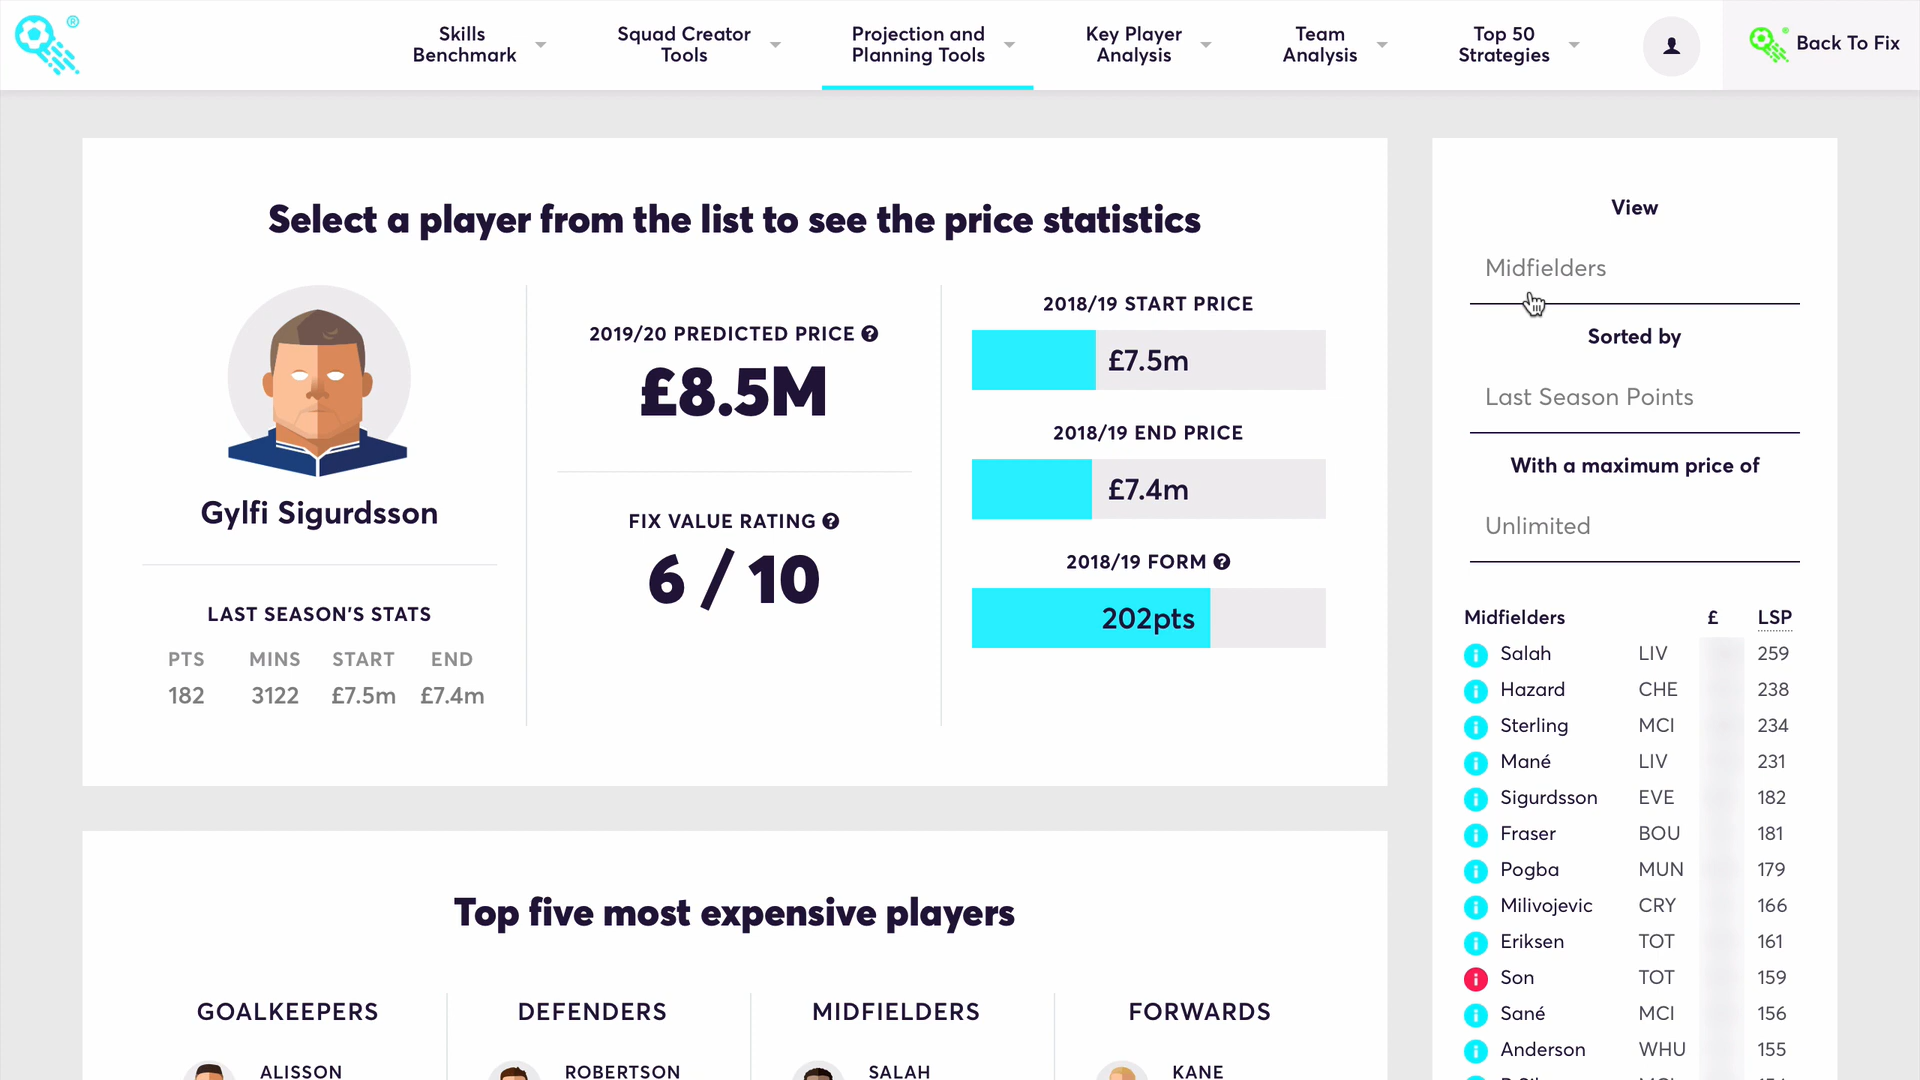 Skills
Benchmark
Squad Creator
Tools
Projection and
Planning Tools
Key Player
Analysis
Team
Analysis
Top 50
Strategies
Back To Fix
Select a player from the list to see the price statistics
Gylfi Sigurdsson
LAST SEASON'S STATS
PTS MINS START END
182 3122 £7.5m £7.4m
2019/20 PREDICTED PRICE ?
£8.5M
FIX VALUE RATING ?
6 / 10
2018/19 START PRICE
£7.5m
2018/19 END PRICE
£7.4m
2018/19 FORM ?
202pts
Top five most expensive players
GOALKEEPERS
ALISSON
DEFENDERS
ROBERTSON
MIDFIELDERS
SALAH
FORWARDS
KANE
View
Midfielders
Sorted by
Last Season Points
With a maximum price of
Unlimited
Midfielders £ LSP
i Salah LIV 259
i Hazard CHE 238
i Sterling MCI 234
i Mané LIV 231
i Sigurdsson EVE 182
i Fraser BOU 181
i Pogba MUN 179
i Milivojevic CRY 166
i Eriksen TOT 161
i Son TOT 159
i Sané MCI 156
i Anderson WHU 155